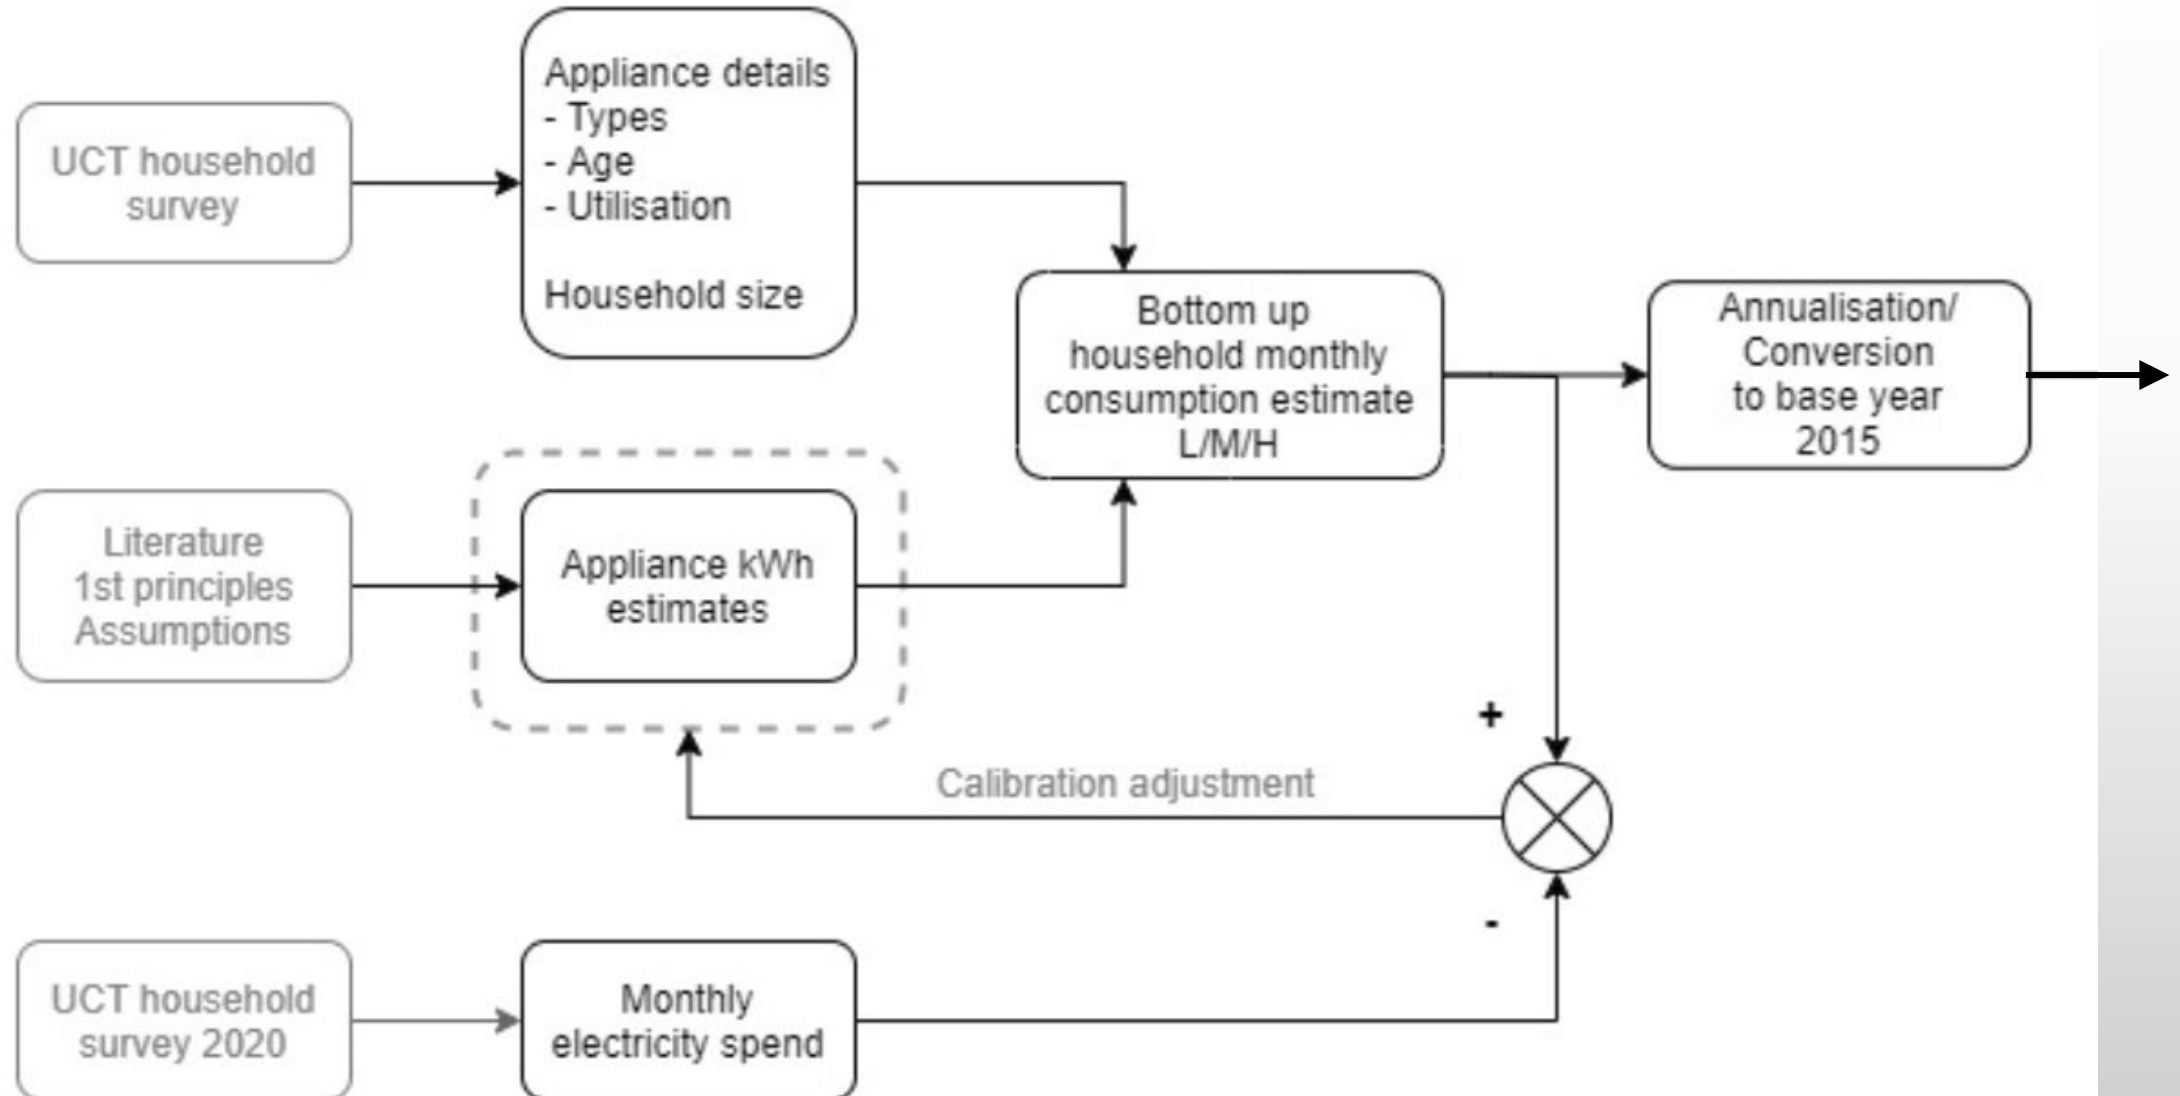 UCT household
survey
Appliance details
- Types
- Age
- Utilisation
Household size
Bottom up
household monthly
consumption estimate
L/M/H
Annualisation/
Conversion
to base year
2015
Literature
1st principles
Assumptions
Appliance kWh
estimates
+
Calibration adjustment
-
UCT household
survey 2020
Monthly
electricity spend